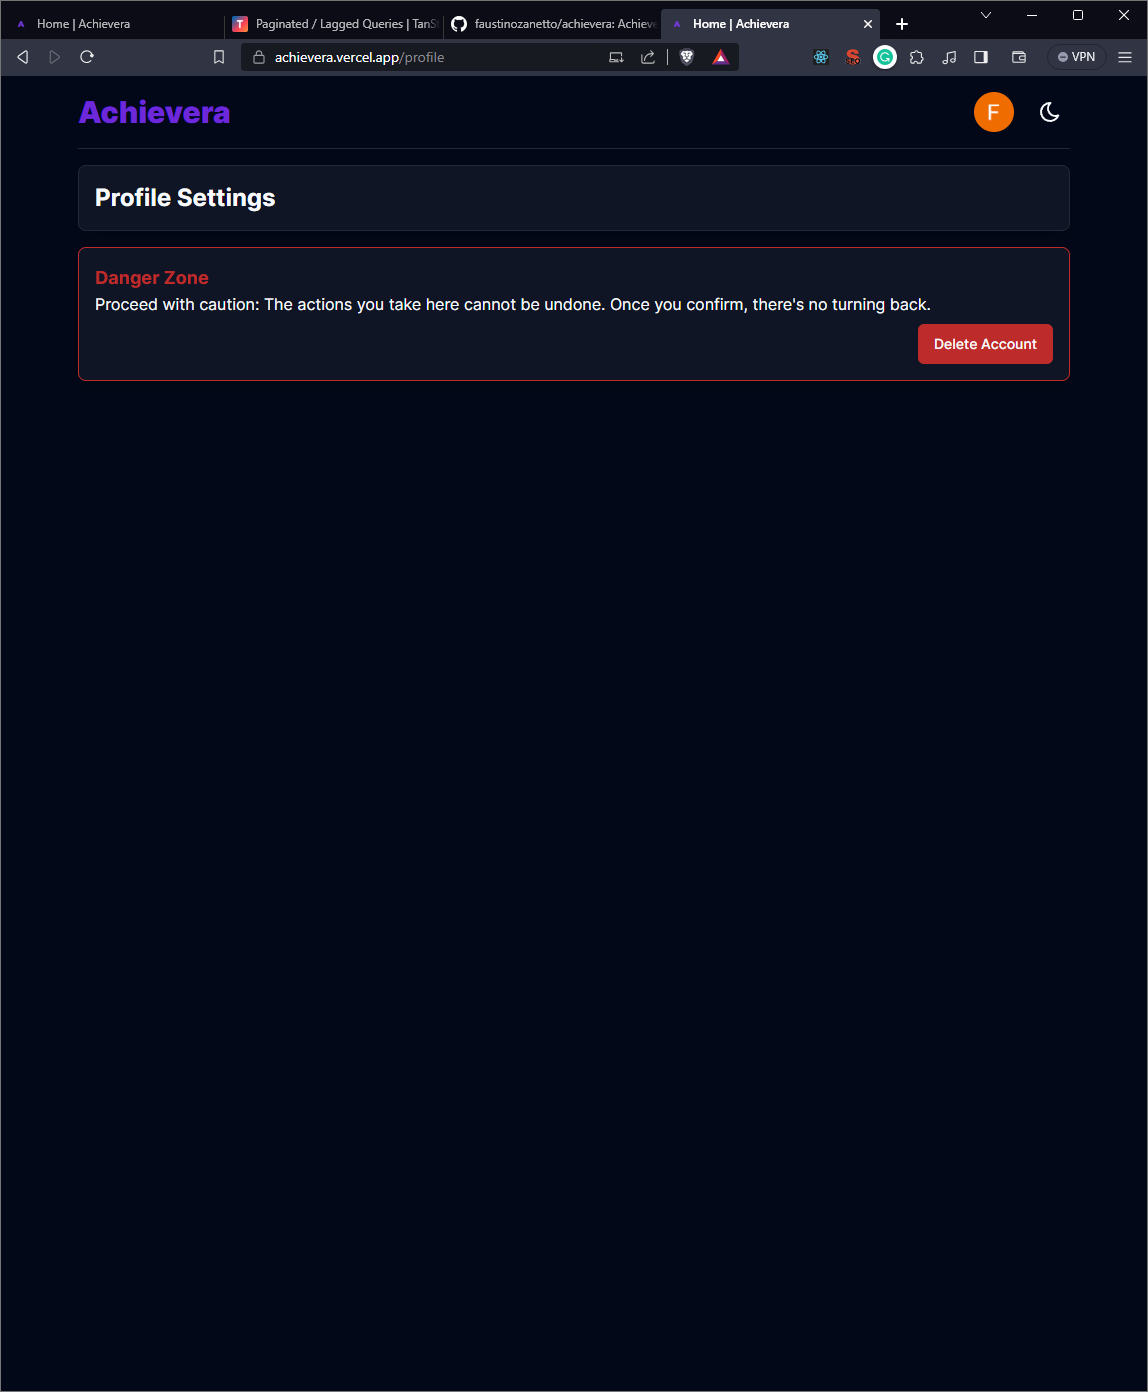 Home | Achievera
Paginated / Lagged Queries | TanSt
faustinozanetto/achievera: Achieve
Home | Achievera
achievera.vercel.app/profile
VPN
Achievera
F
Profile Settings
Danger Zone
Proceed with caution: The actions you take here cannot be undone. Once you confirm, there's no turning back.
Delete Account